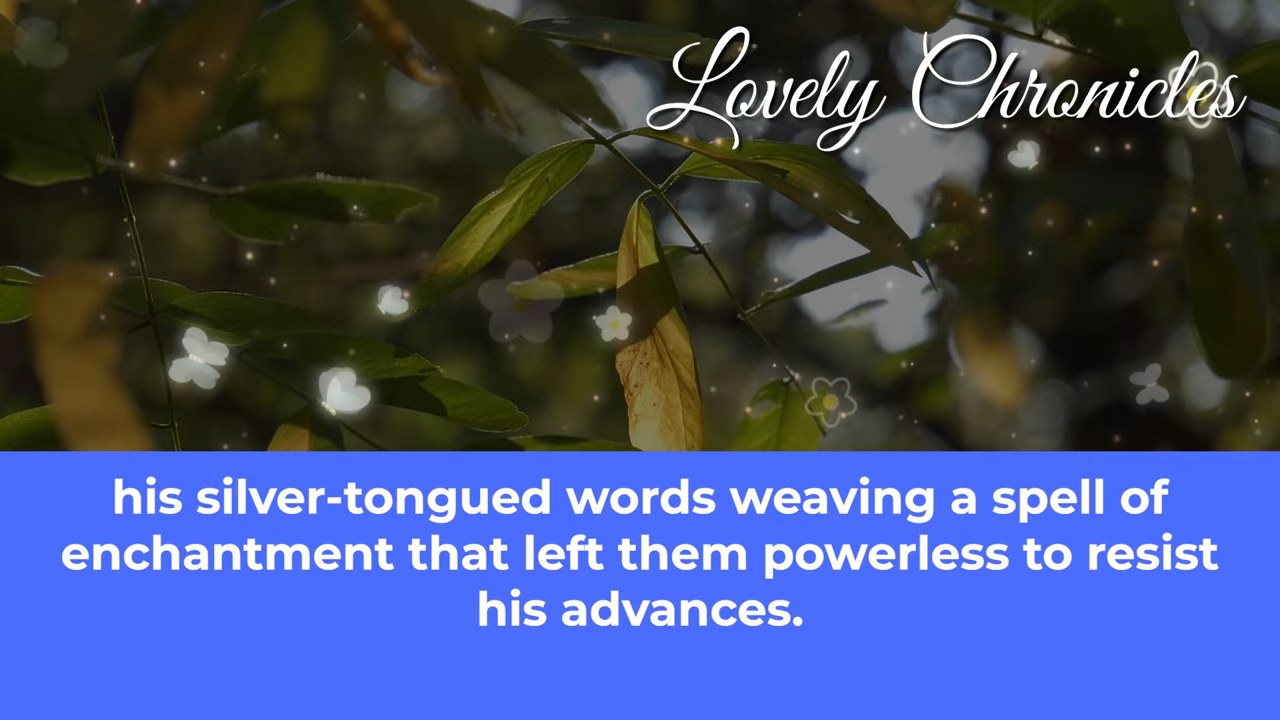 Lovely Chronicles
his silver-tongued words weaving a spell of
enchantment that left them powerless to resist
his advances.